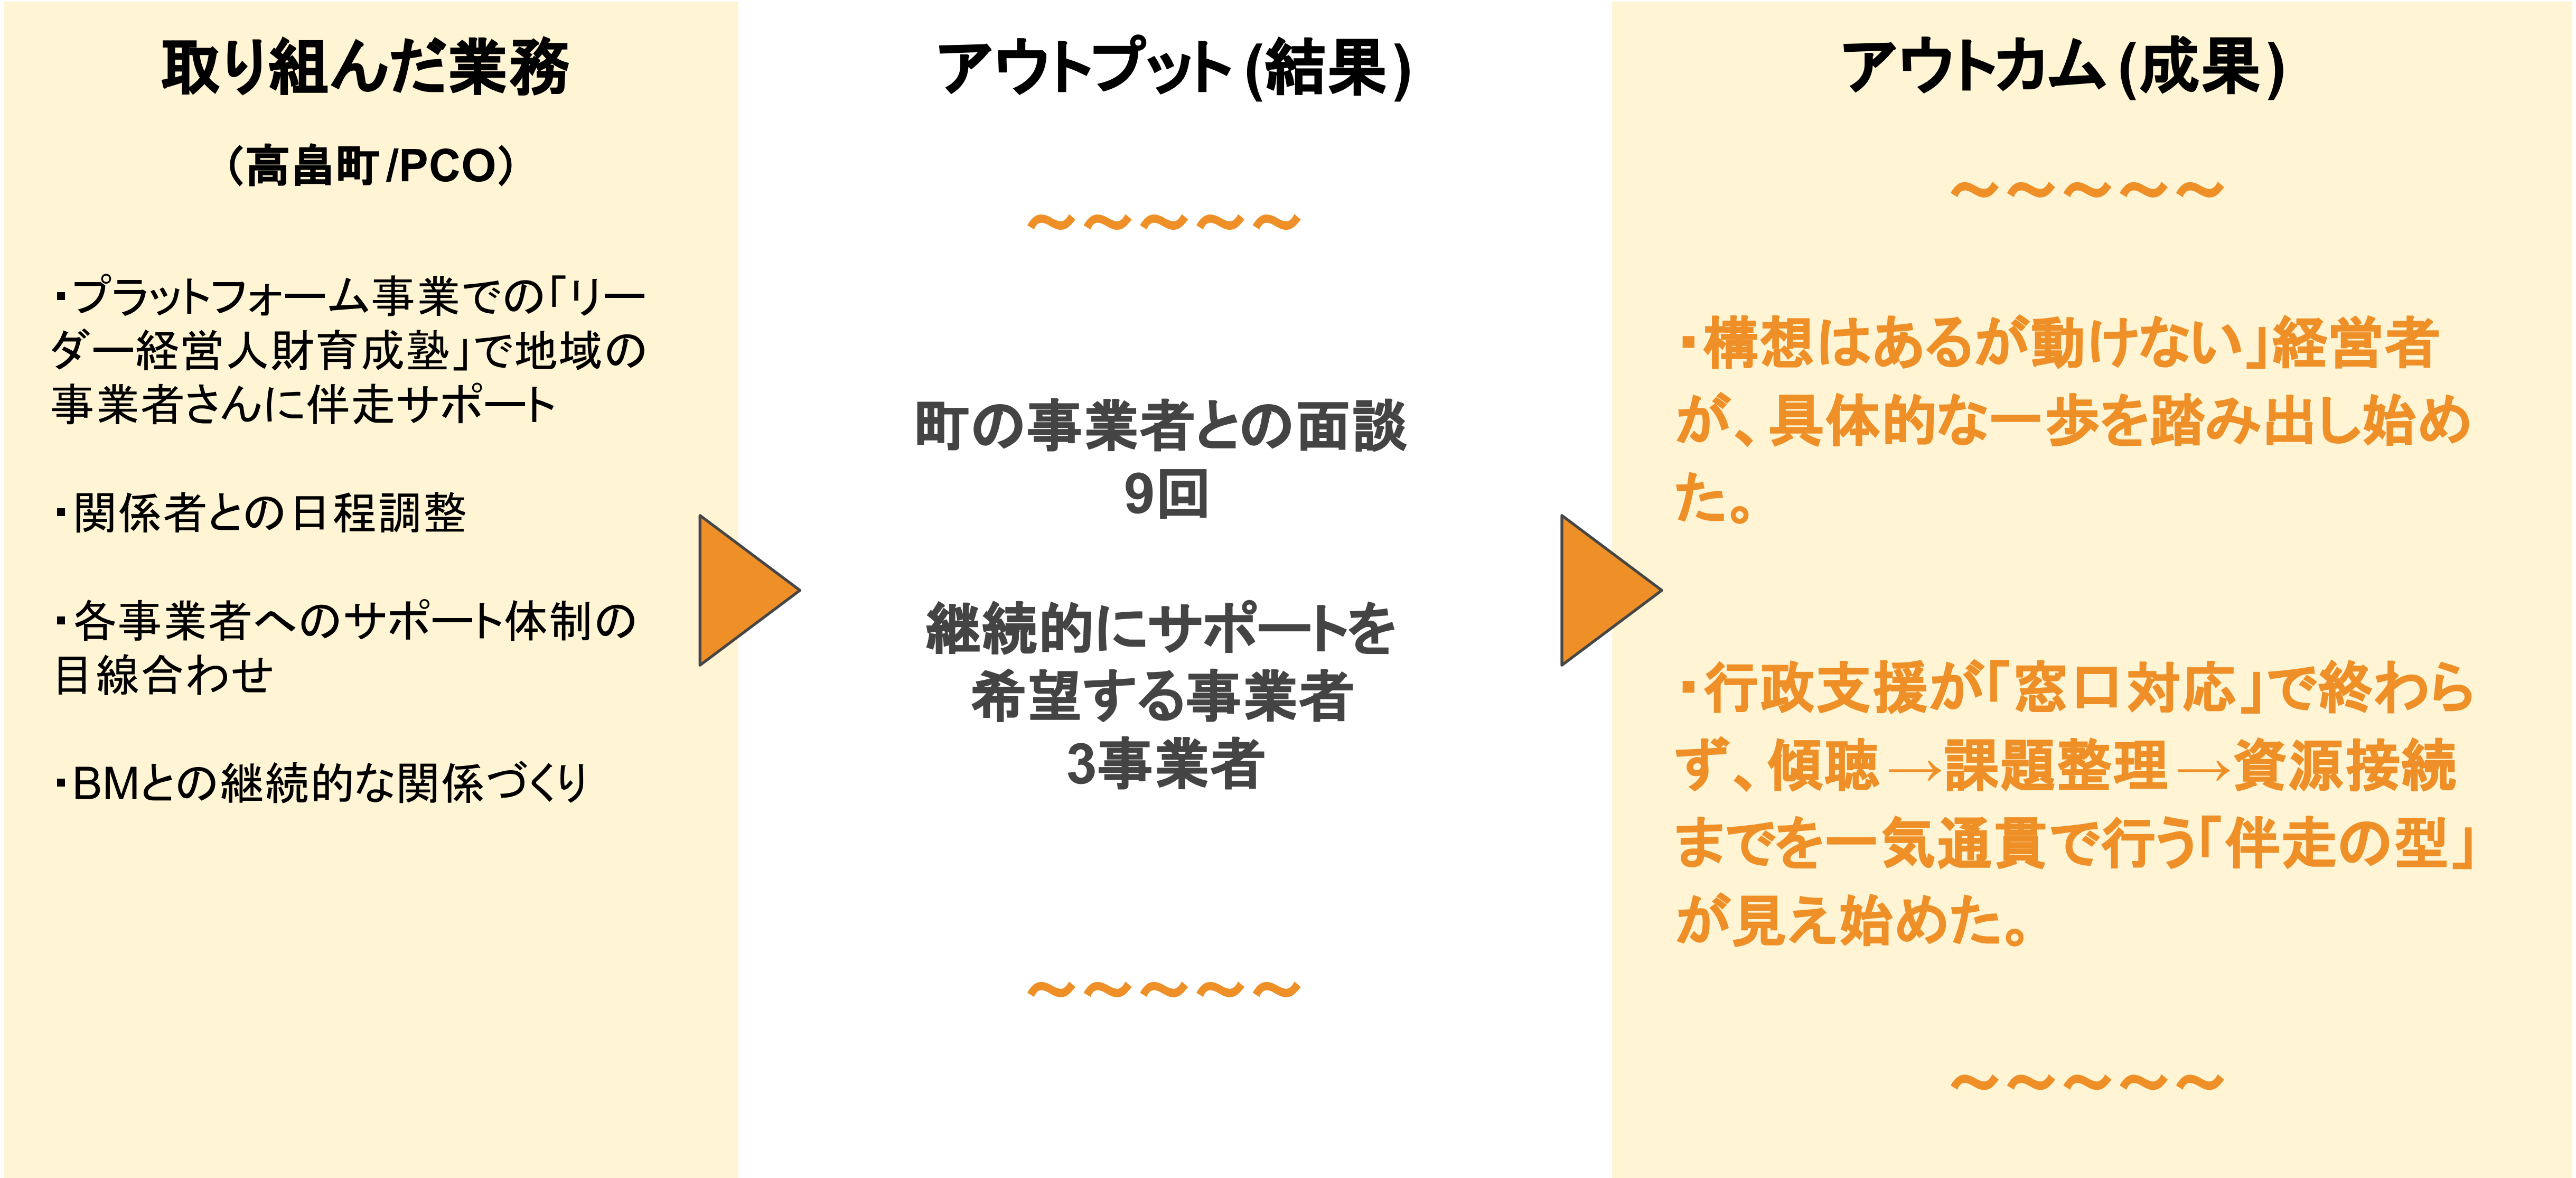 取り組んだ業務
（高畠町/PCO）
・プラットフォーム事業での「リー
ダー経営人財育成塾」で地域の
事業者さんに伴走サポート
・関係者との日程調整
・各事業者へのサポート体制の
目線合わせ
・BMとの継続的な関係づくり
アウトプット(結果)
～～～～～
町の事業者との面談
9回
継続的にサポートを
希望する事業者
3事業者
～～～～～
アウトカム(成果)
～～～～～
・構想はあるが動けない」経営者
が、具体的な一歩を踏み出し始め
た。
・行政支援が「窓口対応」で終わら
ず、傾聴→課題整理→資源接続
までを一気通貫で行う「伴走の型」
が見え始めた。
～～～～～